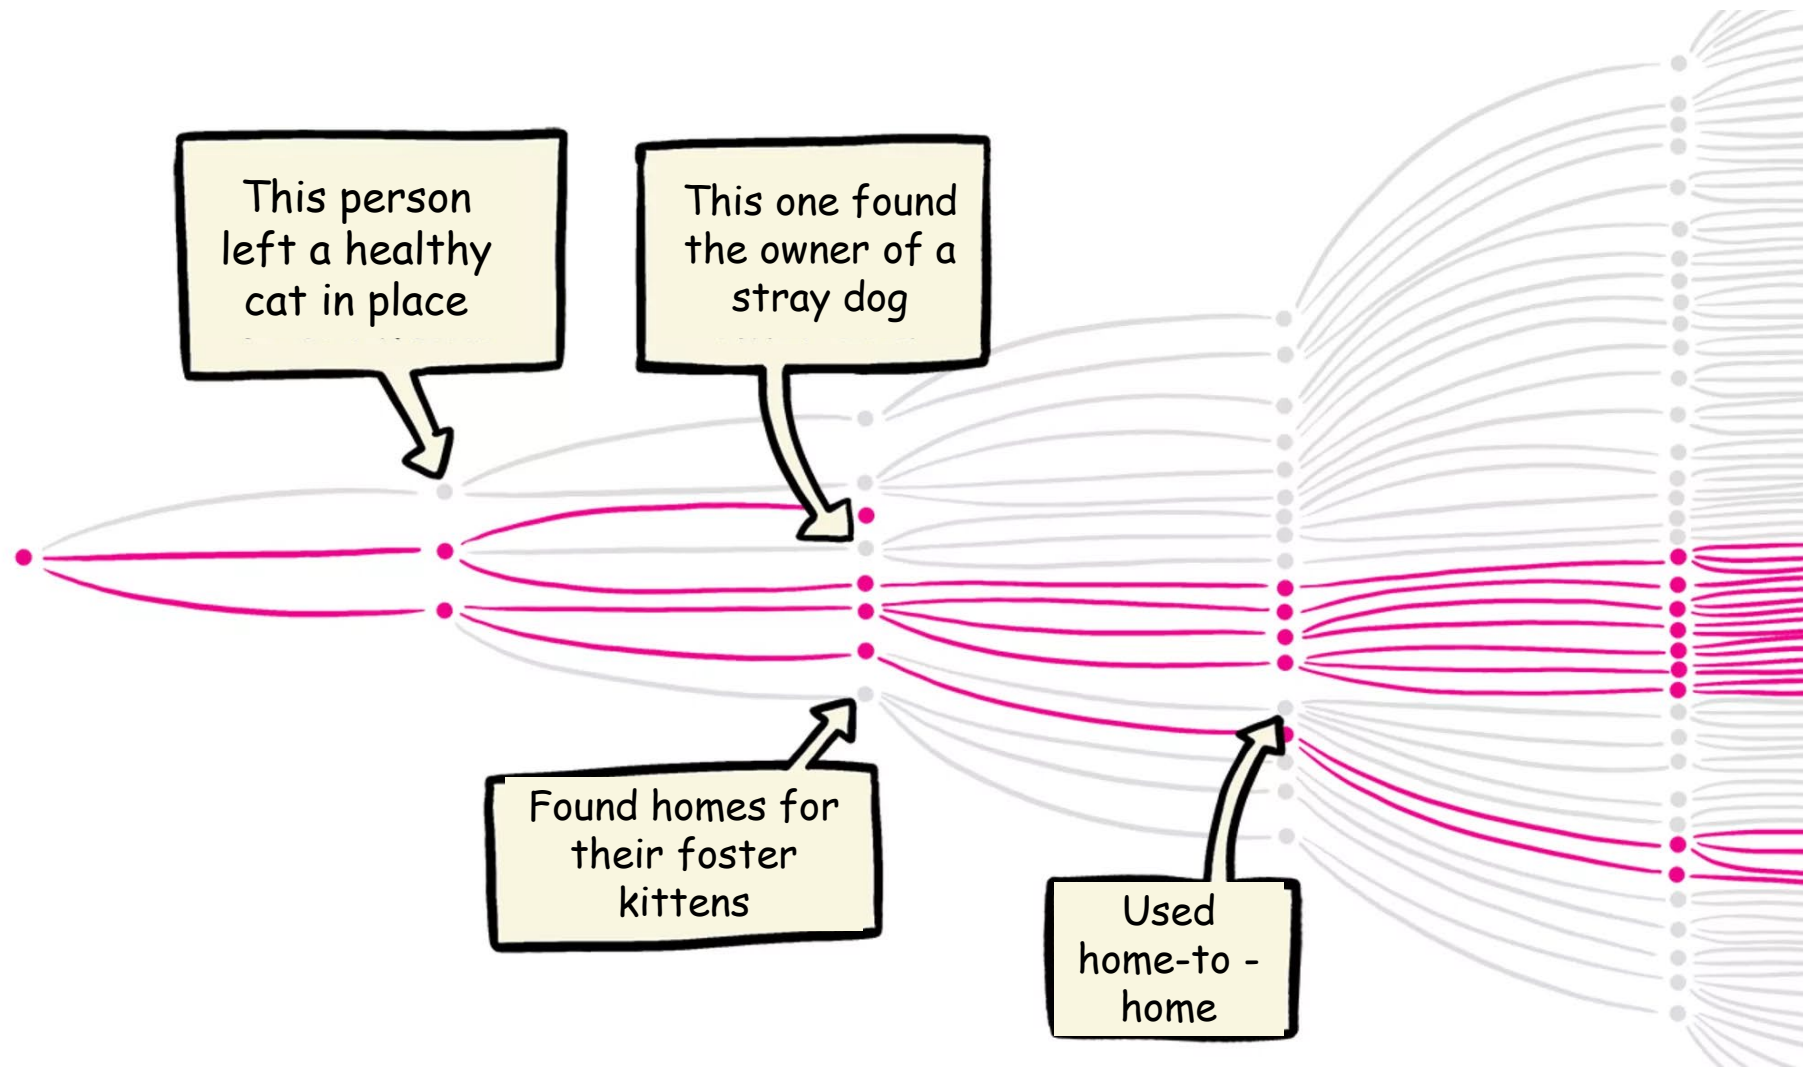 This person
left a healthy
cat in place
This one found
the owner of a
stray dog
Found homes for
their foster
kittens
Used
home-to -
home